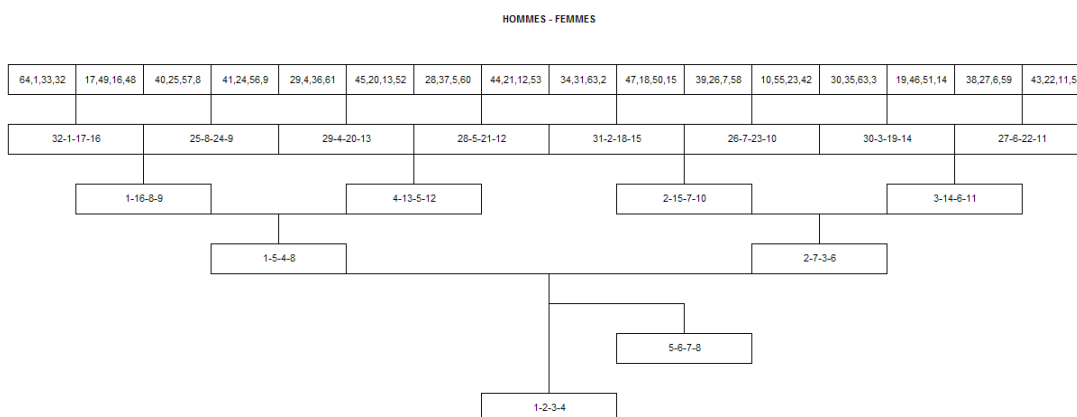 HOMMES - FEMMES
64,1,33,32 17,49,16,48 40,25,57,8 41,24,56,9 29,4,36,61 45,20,13,52 28,37,5,60 44,21,12,53 34,31,63,2 47,18,50,15 39,26,7,58 10,55,23,42 30,35,63,3 19,46,51,14 38,27,6,59 43,22,11,5
32-1-17-16 25-8-24-9 29-4-20-13 28-5-21-12 31-2-18-15 26-7-23-10 30-3-19-14 27-6-22-11
1-16-8-9 4-13-5-12 2-15-7-10 3-14-6-11
1-5-4-8 2-7-3-6
5-6-7-8
1-2-3-4